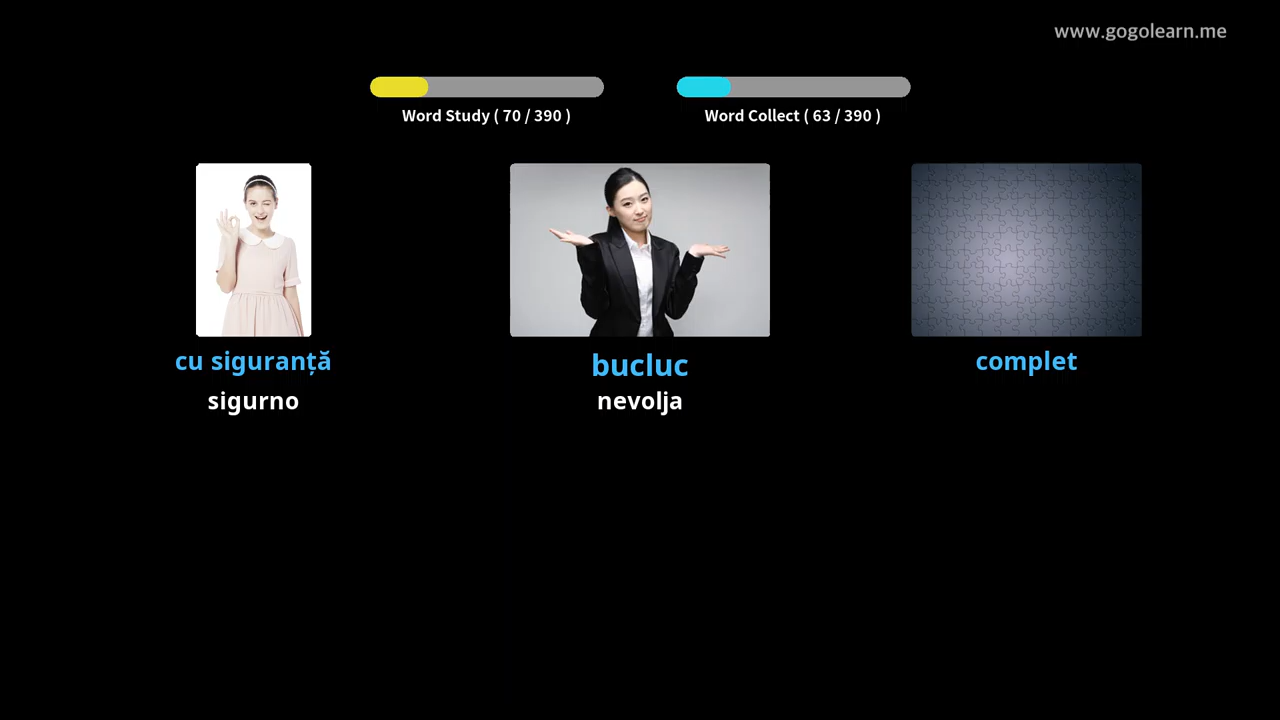 www.gogolearn.me
Word Study ( 70 / 390 )
Word Collect ( 63 / 390 )
cu siguranță
bucluc
complet
sigurno
nevolja